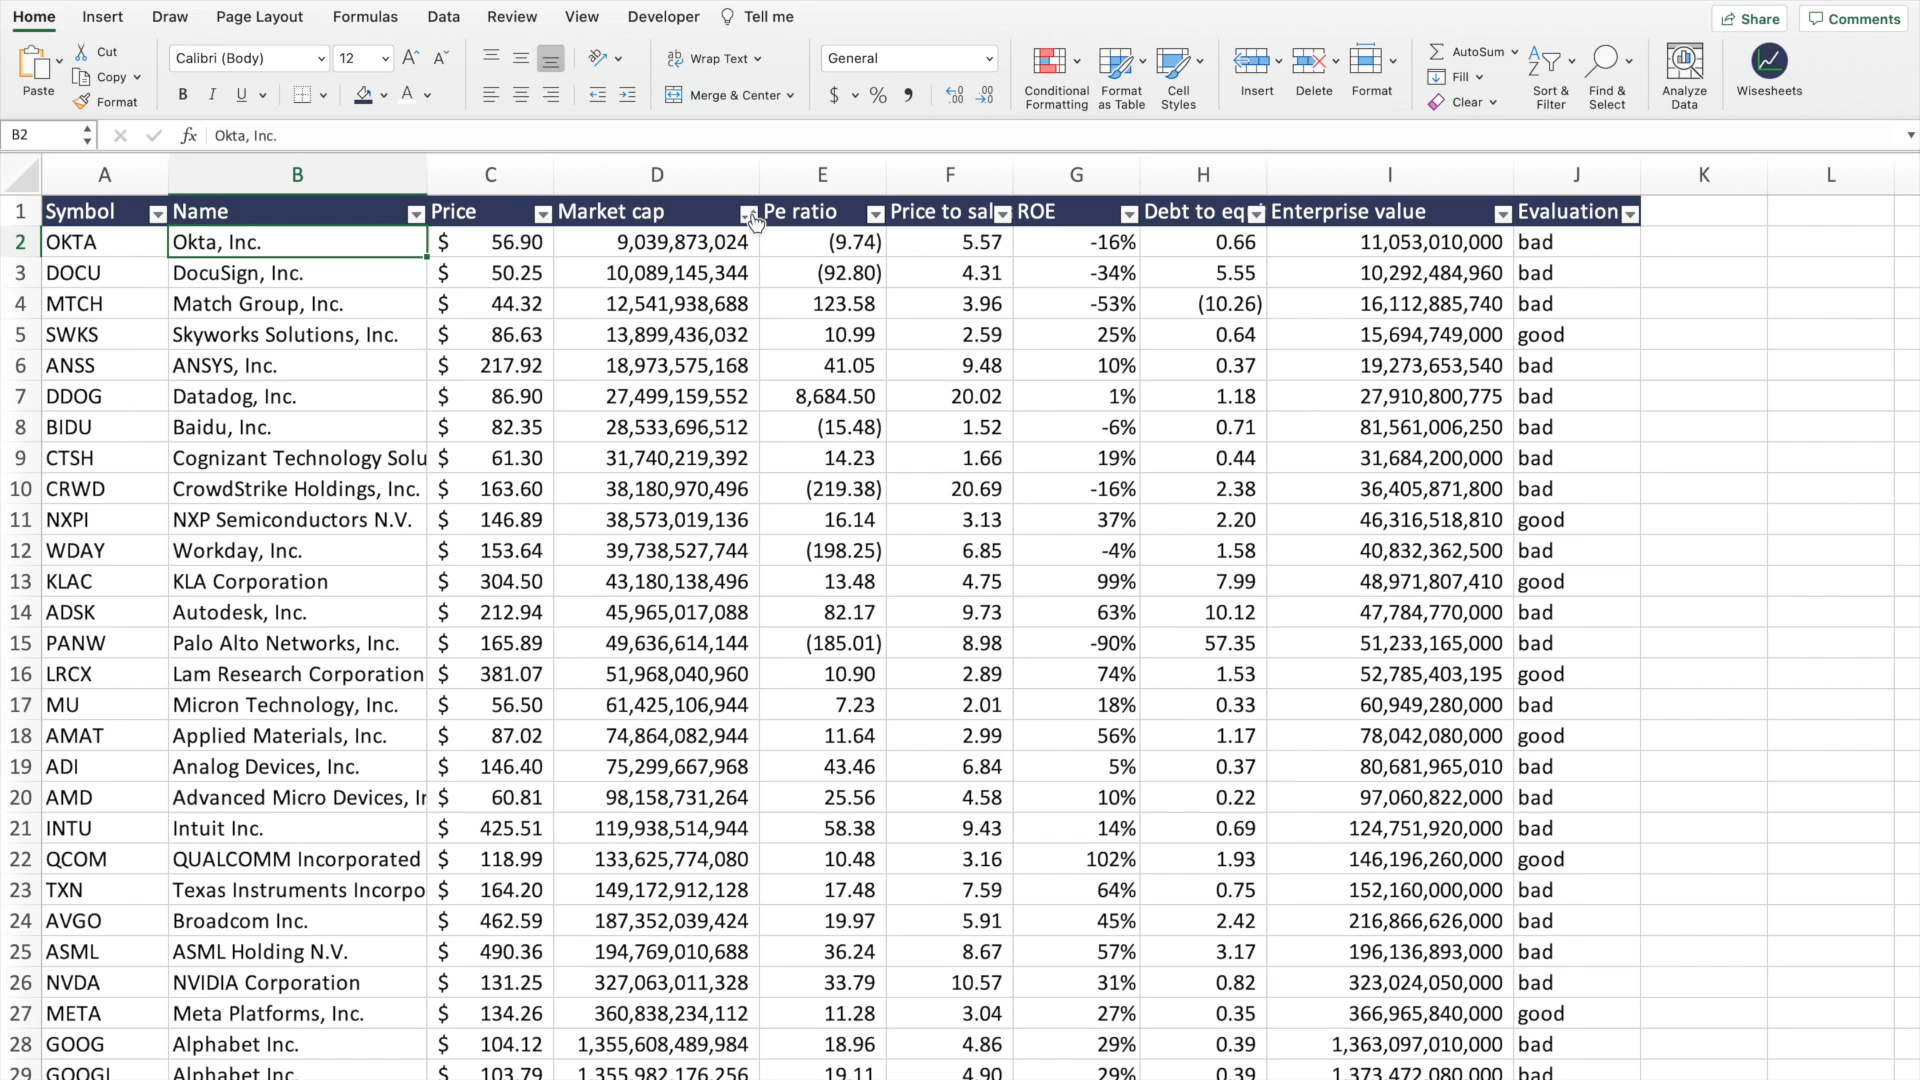 Home Insert Draw Page Layout Formulas Data Review View Developer Tell me Share Comments
Paste Cut Copy Format
Calibri (Body) 12
B I U A
Wrap Text
Merge & Center
General
$ %
Conditional Formatting Format as Table Cell Styles Insert Delete Format
AutoSum
Fill
Clear
Sort & Filter Find & Select Analyze Data Wisesheets
B2 fx Okta, Inc.
A B C D E F G H I J K L
1 Symbol Name Price Market cap Pe ratio Price to sal ROE Debt to eq Enterprise value Evaluation
2 OKTA Okta, Inc. $ 56.90 9,039,873,024 (9.74) 5.57 -16% 0.66 11,053,010,000 bad
3 DOCU DocuSign, Inc. $ 50.25 10,089,145,344 (92.80) 4.31 -34% 5.55 10,292,484,960 bad
4 MTCH Match Group, Inc. $ 44.32 12,541,938,688 123.58 3.96 -53% (10.26) 16,112,885,740 bad
5 SWKS Skyworks Solutions, Inc. $ 86.63 13,899,436,032 10.99 2.59 25% 0.64 15,694,749,000 good
6 ANSS ANSYS, Inc. $ 217.92 18,973,575,168 41.05 9.48 10% 0.37 19,273,653,540 bad
7 DDOG Datadog, Inc. $ 86.90 27,499,159,552 8,684.50 20.02 1% 1.18 27,910,800,775 bad
8 BIDU Baidu, Inc. $ 82.35 28,533,696,512 (15.48) 1.52 -6% 0.71 81,561,006,250 bad
9 CTSH Cognizant Technology Solu $ 61.30 31,740,219,392 14.23 1.66 19% 0.44 31,684,200,000 bad
10 CRWD CrowdStrike Holdings, Inc. $ 163.60 38,180,970,496 (219.38) 20.69 -16% 2.38 36,405,871,800 bad
11 NXPI NXP Semiconductors N.V. $ 146.89 38,573,019,136 16.14 3.13 37% 2.20 46,316,518,810 good
12 WDAY Workday, Inc. $ 153.64 39,738,527,744 (198.25) 6.85 -4% 1.58 40,832,362,500 bad
13 KLAC KLA Corporation $ 304.50 43,180,138,496 13.48 4.75 99% 7.99 48,971,807,410 good
14 ADSK Autodesk, Inc. $ 212.94 45,965,017,088 82.17 9.73 63% 10.12 47,784,770,000 bad
15 PANW Palo Alto Networks, Inc. $ 165.89 49,636,614,144 (185.01) 8.98 -90% 57.35 51,233,165,000 bad
16 LRCX Lam Research Corporation $ 381.07 51,968,040,960 10.90 2.89 74% 1.53 52,785,403,195 good
17 MU Micron Technology, Inc. $ 56.50 61,425,106,944 7.23 2.01 18% 0.33 60,949,280,000 bad
18 AMAT Applied Materials, Inc. $ 87.02 74,864,082,944 11.64 2.99 56% 1.17 78,042,080,000 good
19 ADI Analog Devices, Inc. $ 146.40 75,299,667,968 43.46 6.84 5% 0.37 80,681,965,010 bad
20 AMD Advanced Micro Devices, Ir $ 60.81 98,158,731,264 25.56 4.58 10% 0.22 97,060,822,000 bad
21 INTU Intuit Inc. $ 425.51 119,938,514,944 58.38 9.43 14% 0.69 124,751,920,000 bad
22 QCOM QUALCOMM Incorporated $ 118.99 133,625,774,080 10.48 3.16 102% 1.93 146,196,260,000 good
23 TXN Texas Instruments Incorpo $ 164.20 149,172,912,128 17.48 7.59 64% 0.75 152,160,000,000 bad
24 AVGO Broadcom Inc. $ 462.59 187,352,039,424 19.97 5.91 45% 2.42 216,866,626,000 bad
25 ASML ASML Holding N.V. $ 490.36 194,769,010,688 36.24 8.67 57% 3.17 196,136,893,000 bad
26 NVDA NVIDIA Corporation $ 131.25 327,063,011,328 33.79 10.57 31% 0.82 323,024,050,000 bad
27 META Meta Platforms, Inc. $ 134.26 360,838,234,112 11.28 3.04 27% 0.35 366,965,840,000 good
28 GOOG Alphabet Inc. $ 104.12 1,355,608,489,984 18.96 4.86 29% 0.39 1,363,097,010,000 bad
29 GOOGL Alphabet Inc. $ 103.79 1,355,982,176,256 19.11 4.90 29% 0.39 1,373,472,080,000 bad